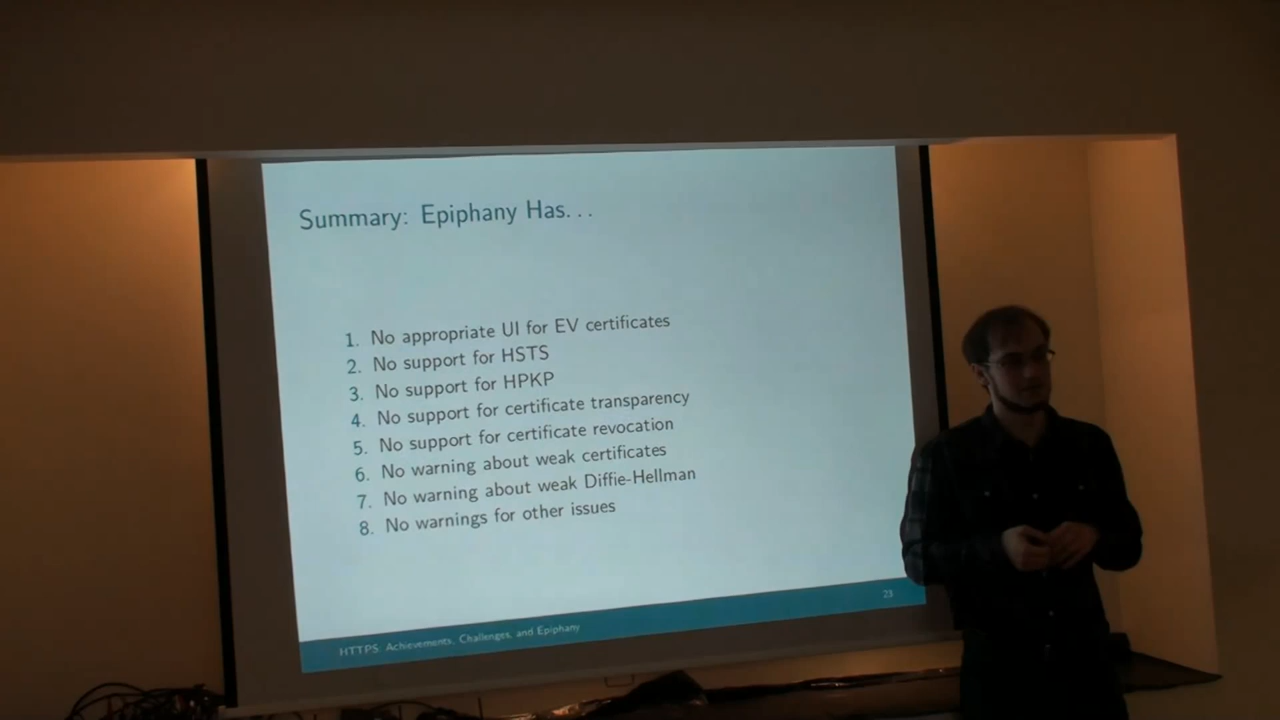 Summary: Epiphany Has. . .
1. No appropriate UI for EV certificates
2. No support for HSTS
3. No support for HPKP
4. No support for certificate transparency
5. No support for certificate revocation
6. No warning about weak certificates
7. No warning about weak Diffie-Hellman
8. No warnings for other issues
23
HTTPS: Achievements, Challenges, and Epiphany